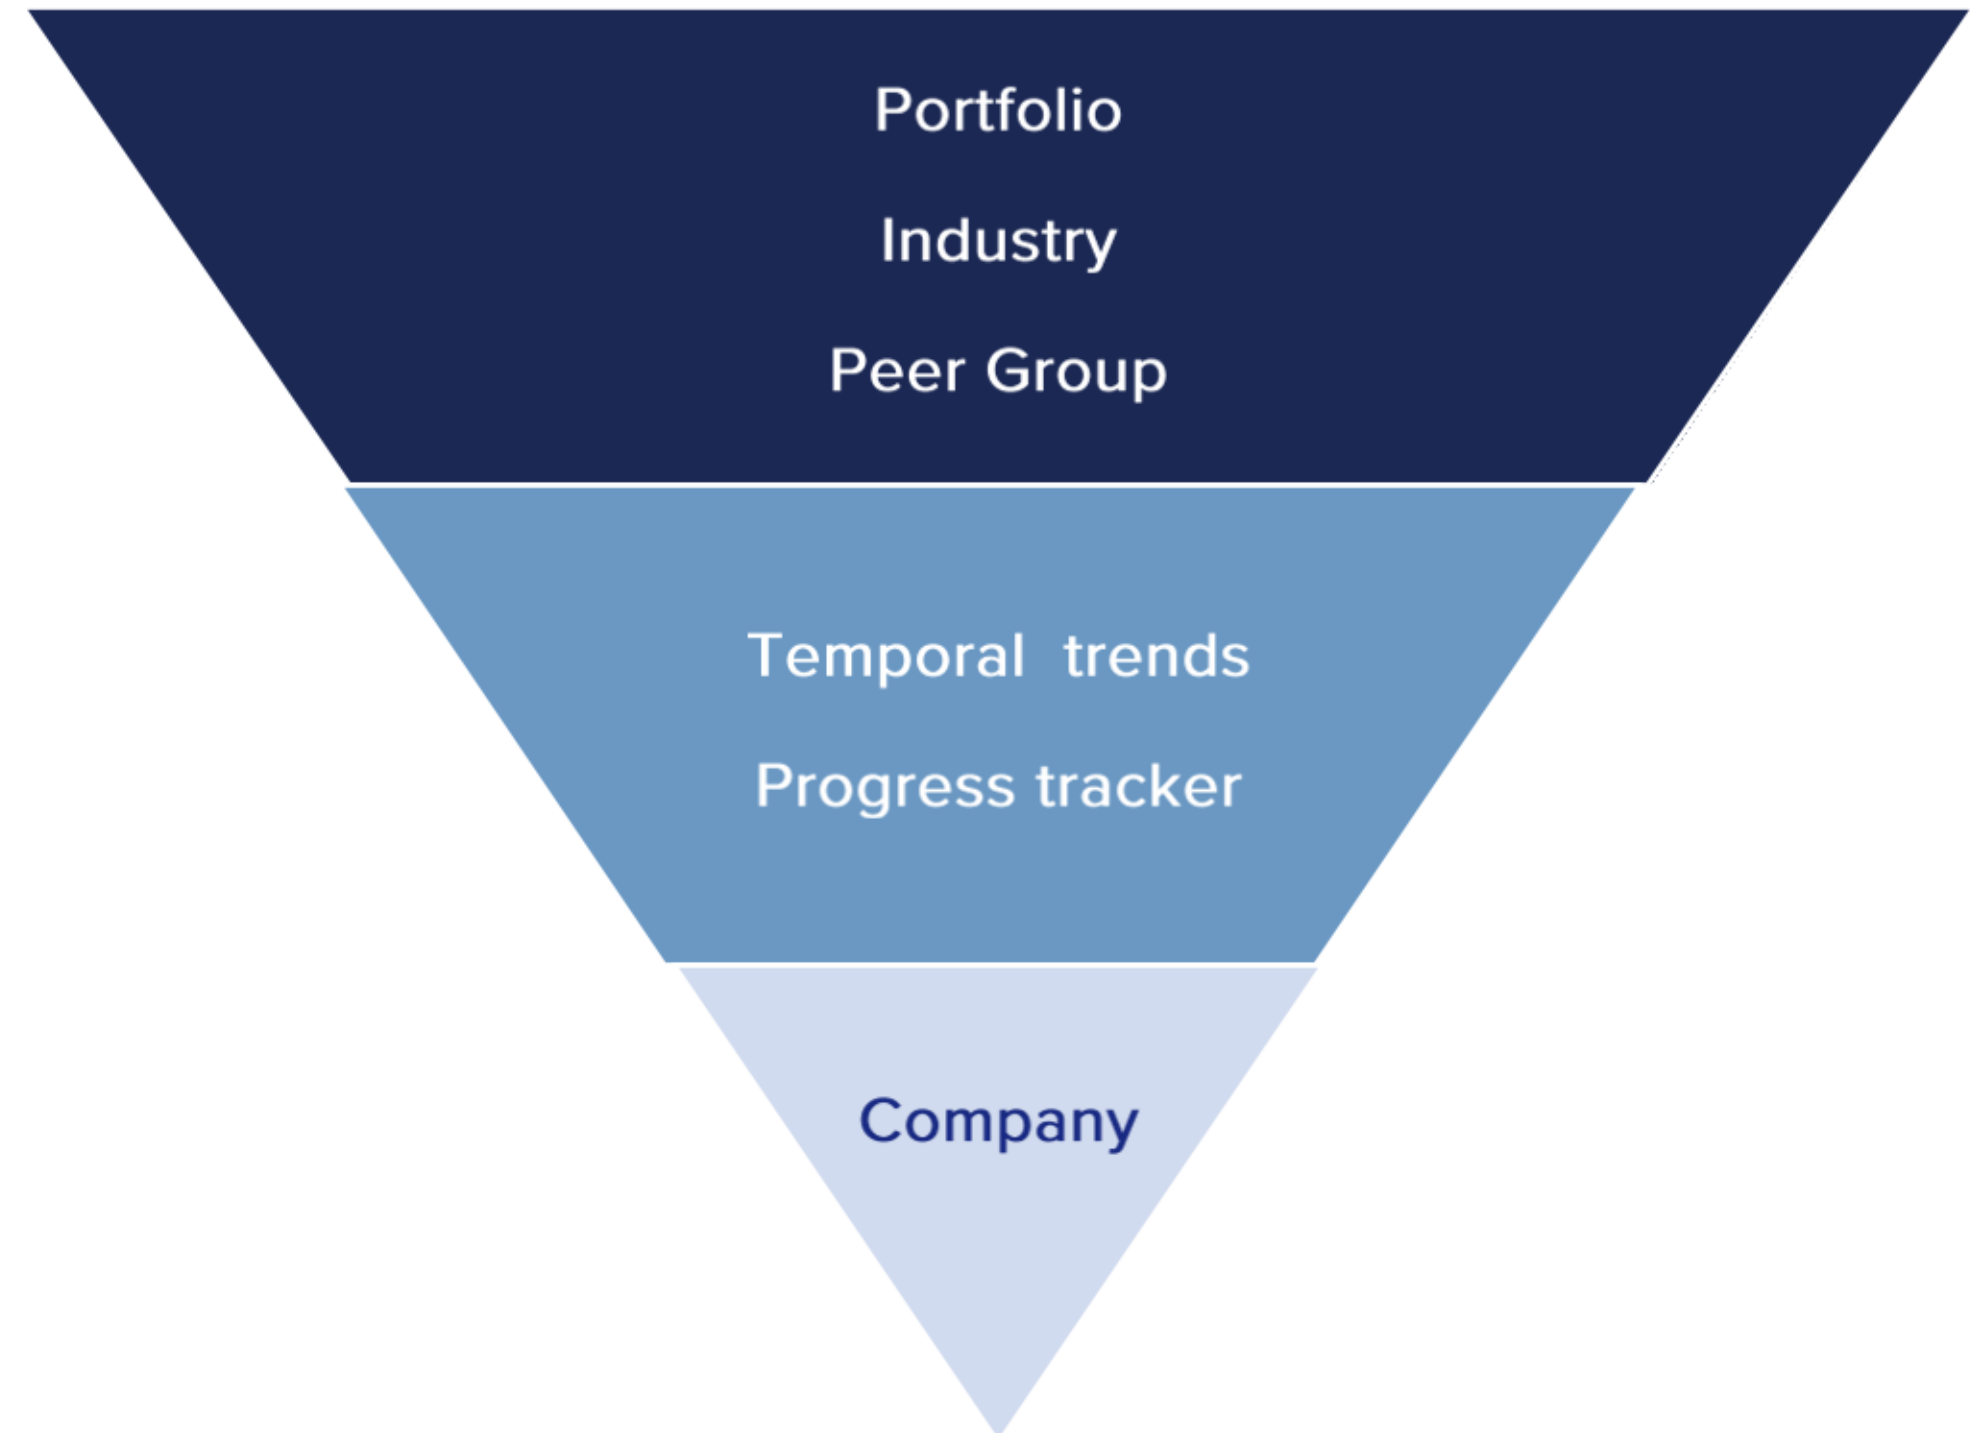 Portfolio
Industry
Peer Group
Temporal  trends
Progress tracker
Company